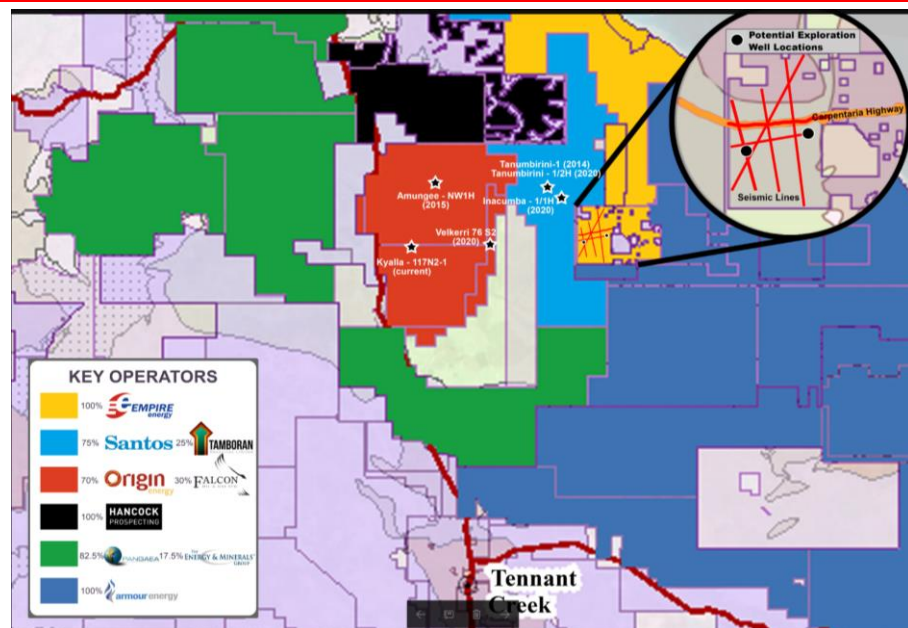 Potential Exploration
Well Locations
Carpentaria Highway
Seismic Lines
Tanumbirini-1 (2014)
Tanumbirini - 1/2H (2020)
Amungee - NW1H
(2015)
Inacumba - 1/1H
(2020)
Velkerri 76 S2
(2020)
Kyalla - 117N2-1
(current)
KEY OPERATORS
100% EMPIRE
energy
75% Santos 25% TAMBORAN
70% Origin
energy
30% FALCON
100% HANCOCK
PROSPECTING
82.5% PANGAEA 17.5% THE ENERGY & MINERALS
GROUP
100% armourenergy
Tennant
Creek